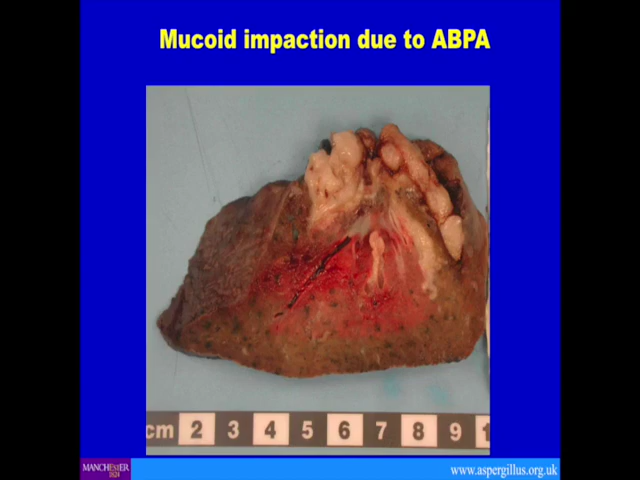 Mucoid impaction due to ABPA
cm 2 3 4 5 6 7 8 9
MANCHESTER
1824
www.aspergillus.org.uk